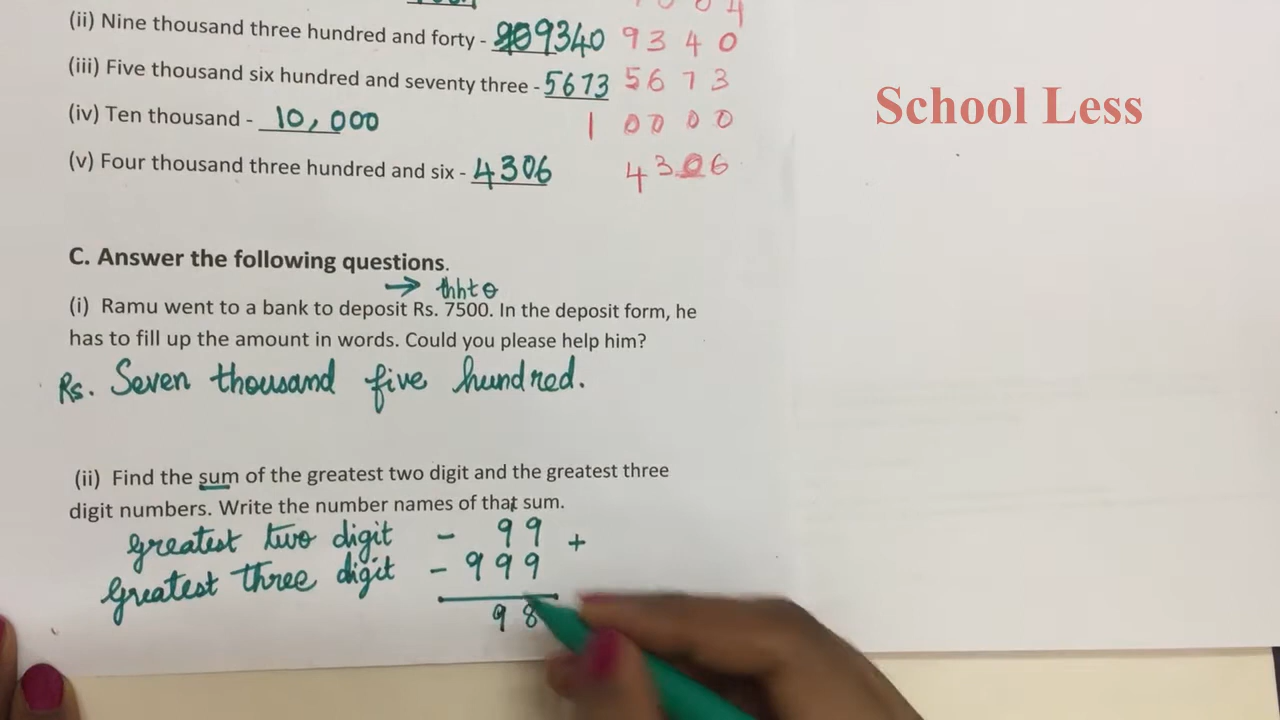 (ii) Nine thousand three hundred and forty - 9340 9 3 4 0
(iii) Five thousand six hundred and seventy three - 5673 5 6 7 3
(iv) Ten thousand - 10,000 1 0 0 0 0
(v) Four thousand three hundred and six - 4306 4 3 0 6
School Less
C. Answer the following questions.
→ th h t o
(i) Ramu went to a bank to deposit Rs. 7500. In the deposit form, he
has to fill up the amount in words. Could you please help him?
Rs. Seven thousand five hundred.
(ii) Find the sum of the greatest two digit and the greatest three
digit numbers. Write the number names of that sum.
Greatest two digit - 99 +
Greatest three digit - 999
98